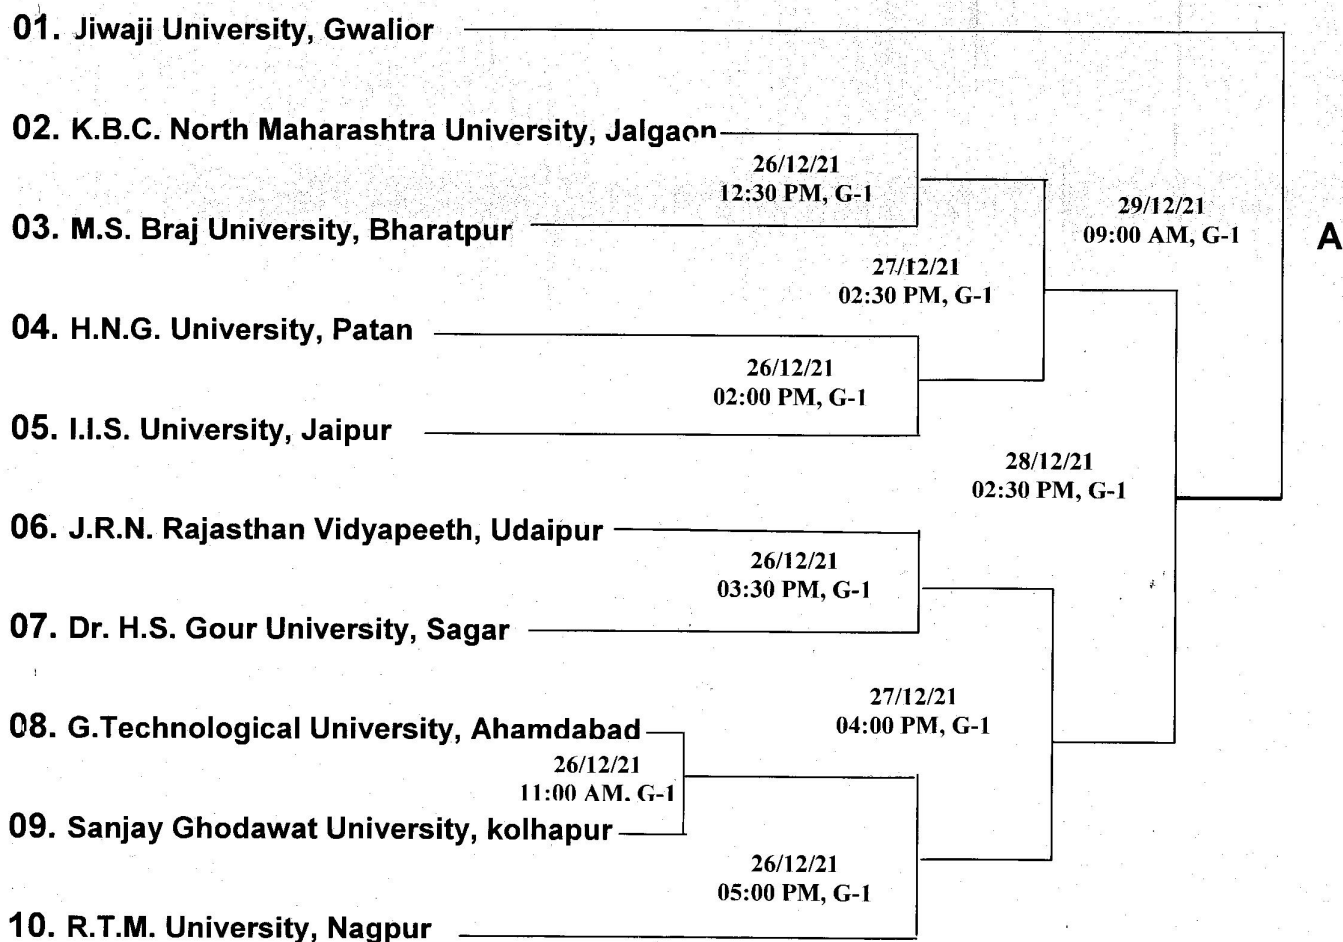 01. Jiwaji University, Gwalior
02. K.B.C. North Maharashtra University, Jalgaon
26/12/21
12:30 PM, G-1
29/12/21
09:00 AM, G-1
A
03. M.S. Braj University, Bharatpur
27/12/21
02:30 PM, G-1
04. H.N.G. University, Patan
26/12/21
02:00 PM, G-1
05. I.I.S. University, Jaipur
28/12/21
02:30 PM, G-1
06. J.R.N. Rajasthan Vidyapeeth, Udaipur
26/12/21
03:30 PM, G-1
07. Dr. H.S. Gour University, Sagar
27/12/21
04:00 PM, G-1
08. G.Technological University, Ahamdabad
26/12/21
11:00 AM, G-1
09. Sanjay Ghodawat University, kolhapur
26/12/21
05:00 PM, G-1
10. R.T.M. University, Nagpur